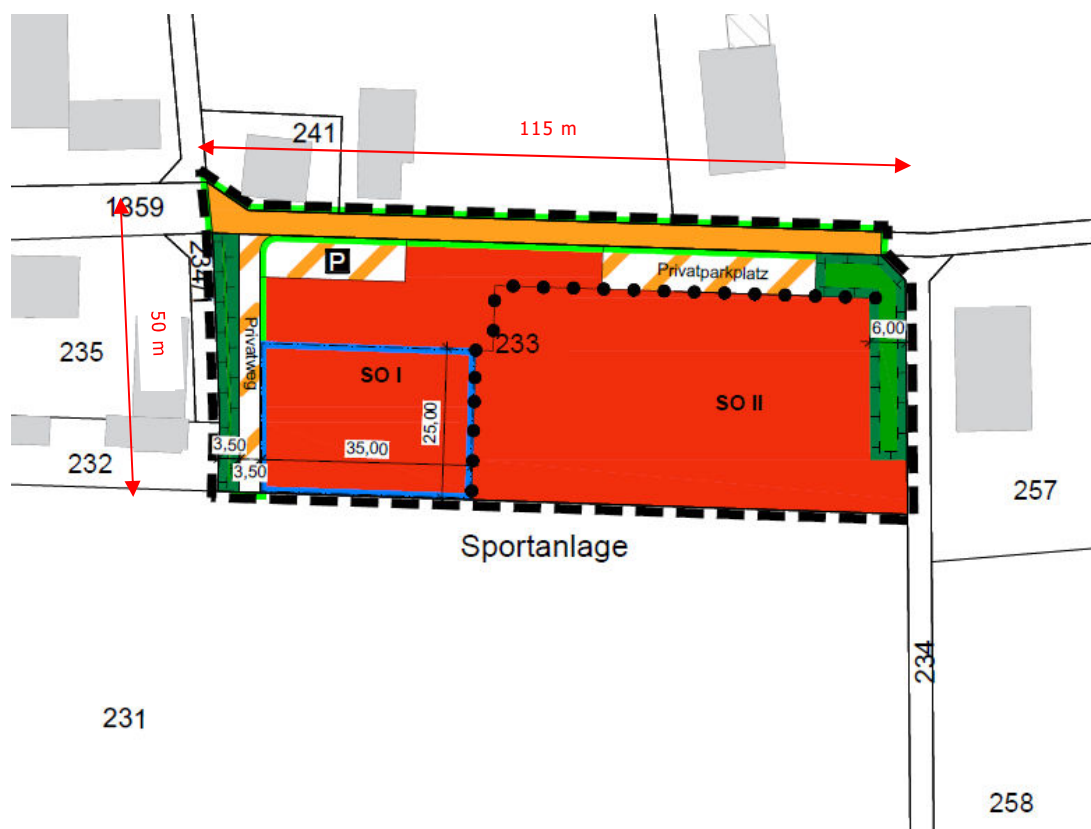 115 m
241
1359
234/1
P
Privatparkplatz
50 m
235
Privatweg
233
6,00
SO I
SO II
25,00
3,50
35,00
3,50
232
257
Sportanlage
234
231
258